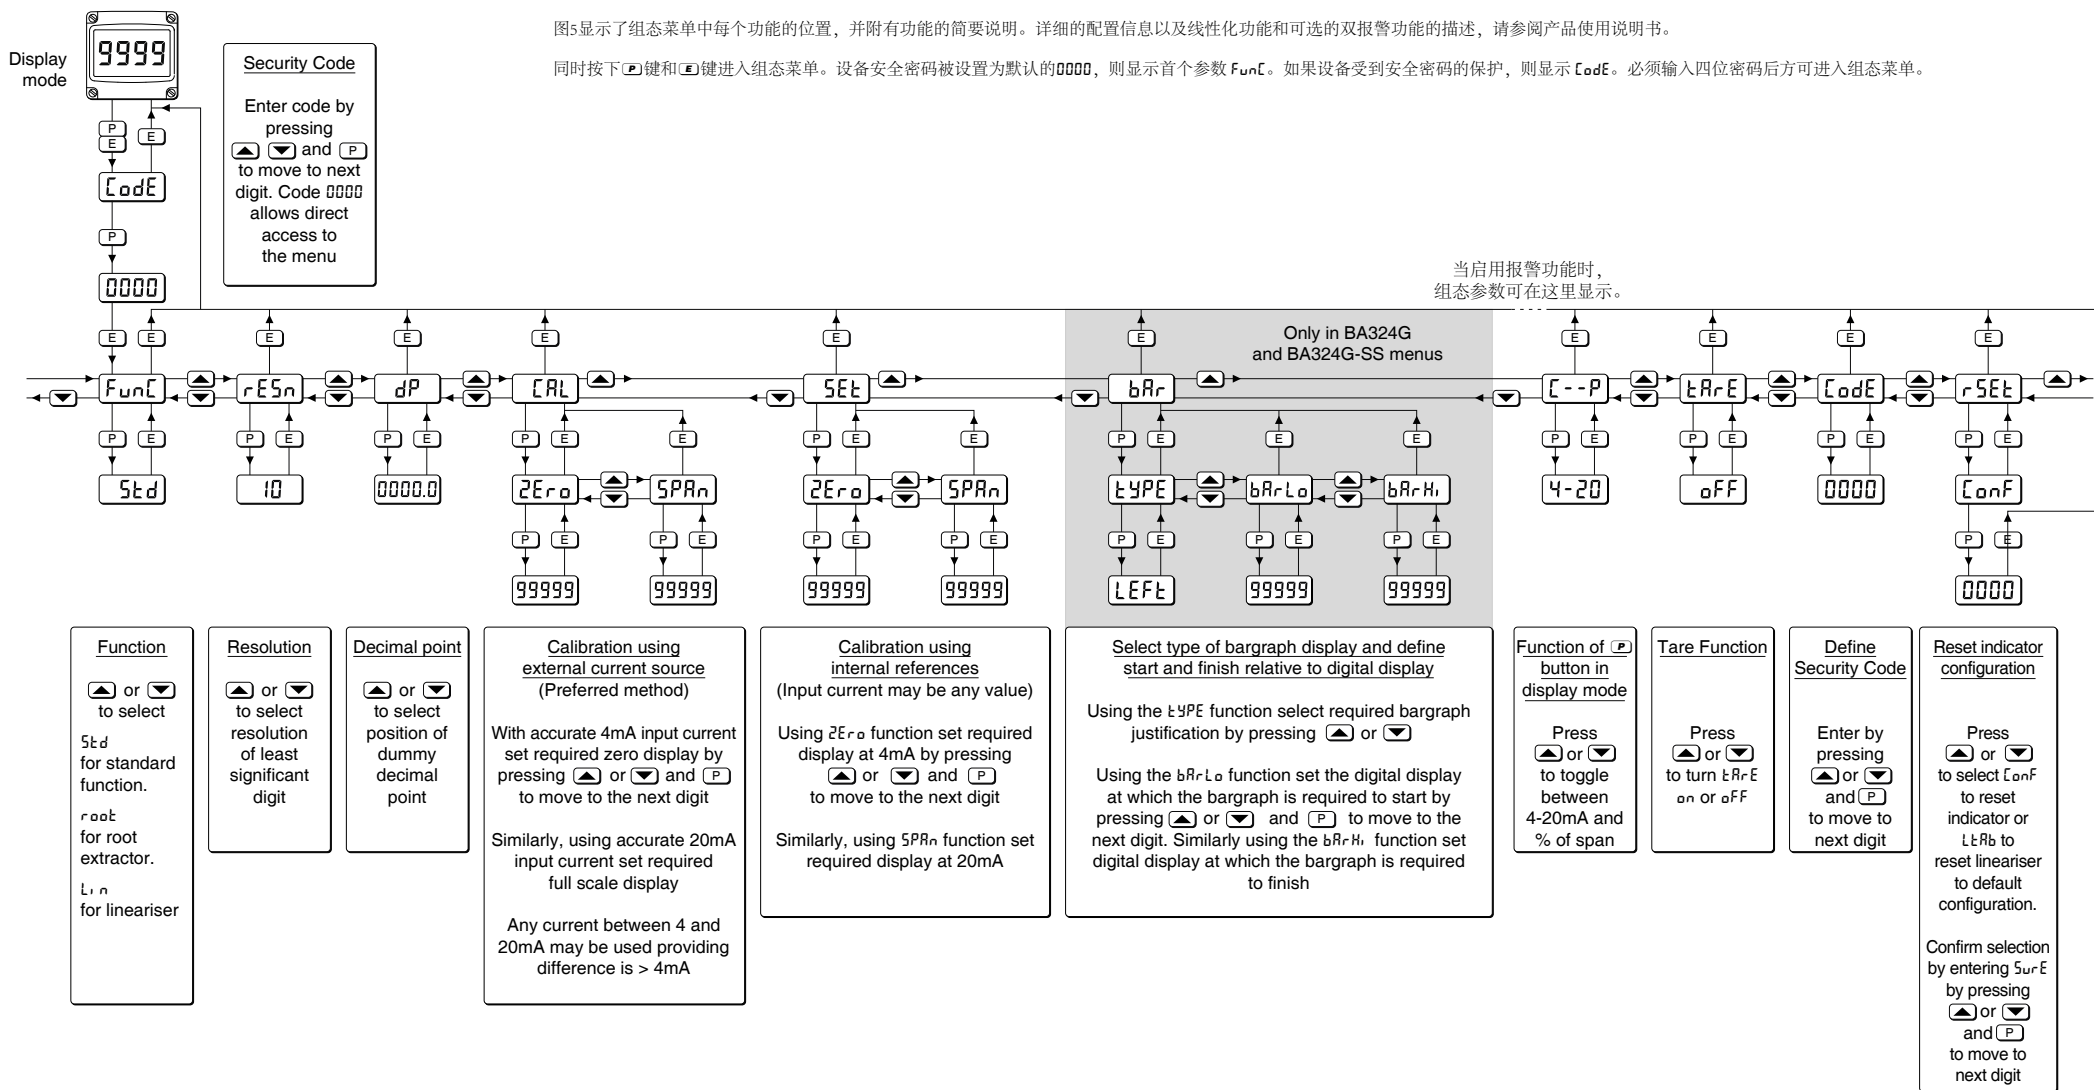 图5显示了组态菜单中每个功能的位置，并附有功能的简要说明。详细的配置信息以及线性化功能和可选的双报警功能的描述，请参阅产品使用说明书。
同时按下P键和E键进入组态菜单。设备安全密码被设置为默认的0000，则显示首个参数 FunC。如果设备受到安全密码的保护，则显示 CodE。必须输入四位密码后方可进入组态菜单。
Display
mode
9999
P
E
E
CodE
P
0000
Security Code
Enter code by
pressing
and P
to move to next
digit. Code 0000
allows direct
access to
the menu
当启用报警功能时，
组态参数可在这里显示。
Only in BA324G
and BA324G-SS menus
E E E E E E E E E E E
FunC rESn dP CAL SEt bAr C--P tArE CodE rSEt
P E P E P E P E E P E E P E E E P E P E P E P E
Std 10 0000.0 2Ero SPAn 2Ero SPAn tYPE bArLo bArHi 4-20 oFF 0000 ConF
P E P E P E P E P E P E P E P E
99999 99999 99999 99999 LEFt 99999 99999 0000
Function
or
to select
Std
for standard
function.
root
for root
extractor.
Lin
for lineariser
Resolution
or
to select
resolution
of least
significant
digit
Decimal point
or
to select
position of
dummy
decimal
point
Calibration using
external current source
(Preferred method)
With accurate 4mA input current
set required zero display by
pressing or and P
to move to the next digit
Similarly, using accurate 20mA
input current set required
full scale display
Any current between 4 and
20mA may be used providing
difference is > 4mA
Calibration using
internal references
(Input current may be any value)
Using 2Ero function set required
display at 4mA by pressing
or and P
to move to the next digit
Similarly, using SPAn function set
required display at 20mA
Select type of bargraph display and define
start and finish relative to digital display
Using the tYPE function select required bargraph
justification by pressing or
Using the bArLo function set the digital display
at which the bargraph is required to start by
pressing or and P to move to the
next digit. Similarly using the bArHi function set
digital display at which the bargraph is required
to finish
Function of P
button in
display mode
Press
or
to toggle
between
4-20mA and
% of span
Tare Function
Press
or
to turn tArE
on or oFF
Define
Security Code
Enter by
pressing
or
and P
to move to
next digit
Reset indicator
configuration
Press
or
to select ConF
to reset
indicator or
LtAb to
reset lineariser
to default
configuration.
Confirm selection
by entering SurE
by pressing
or
and P
to move to
next digit